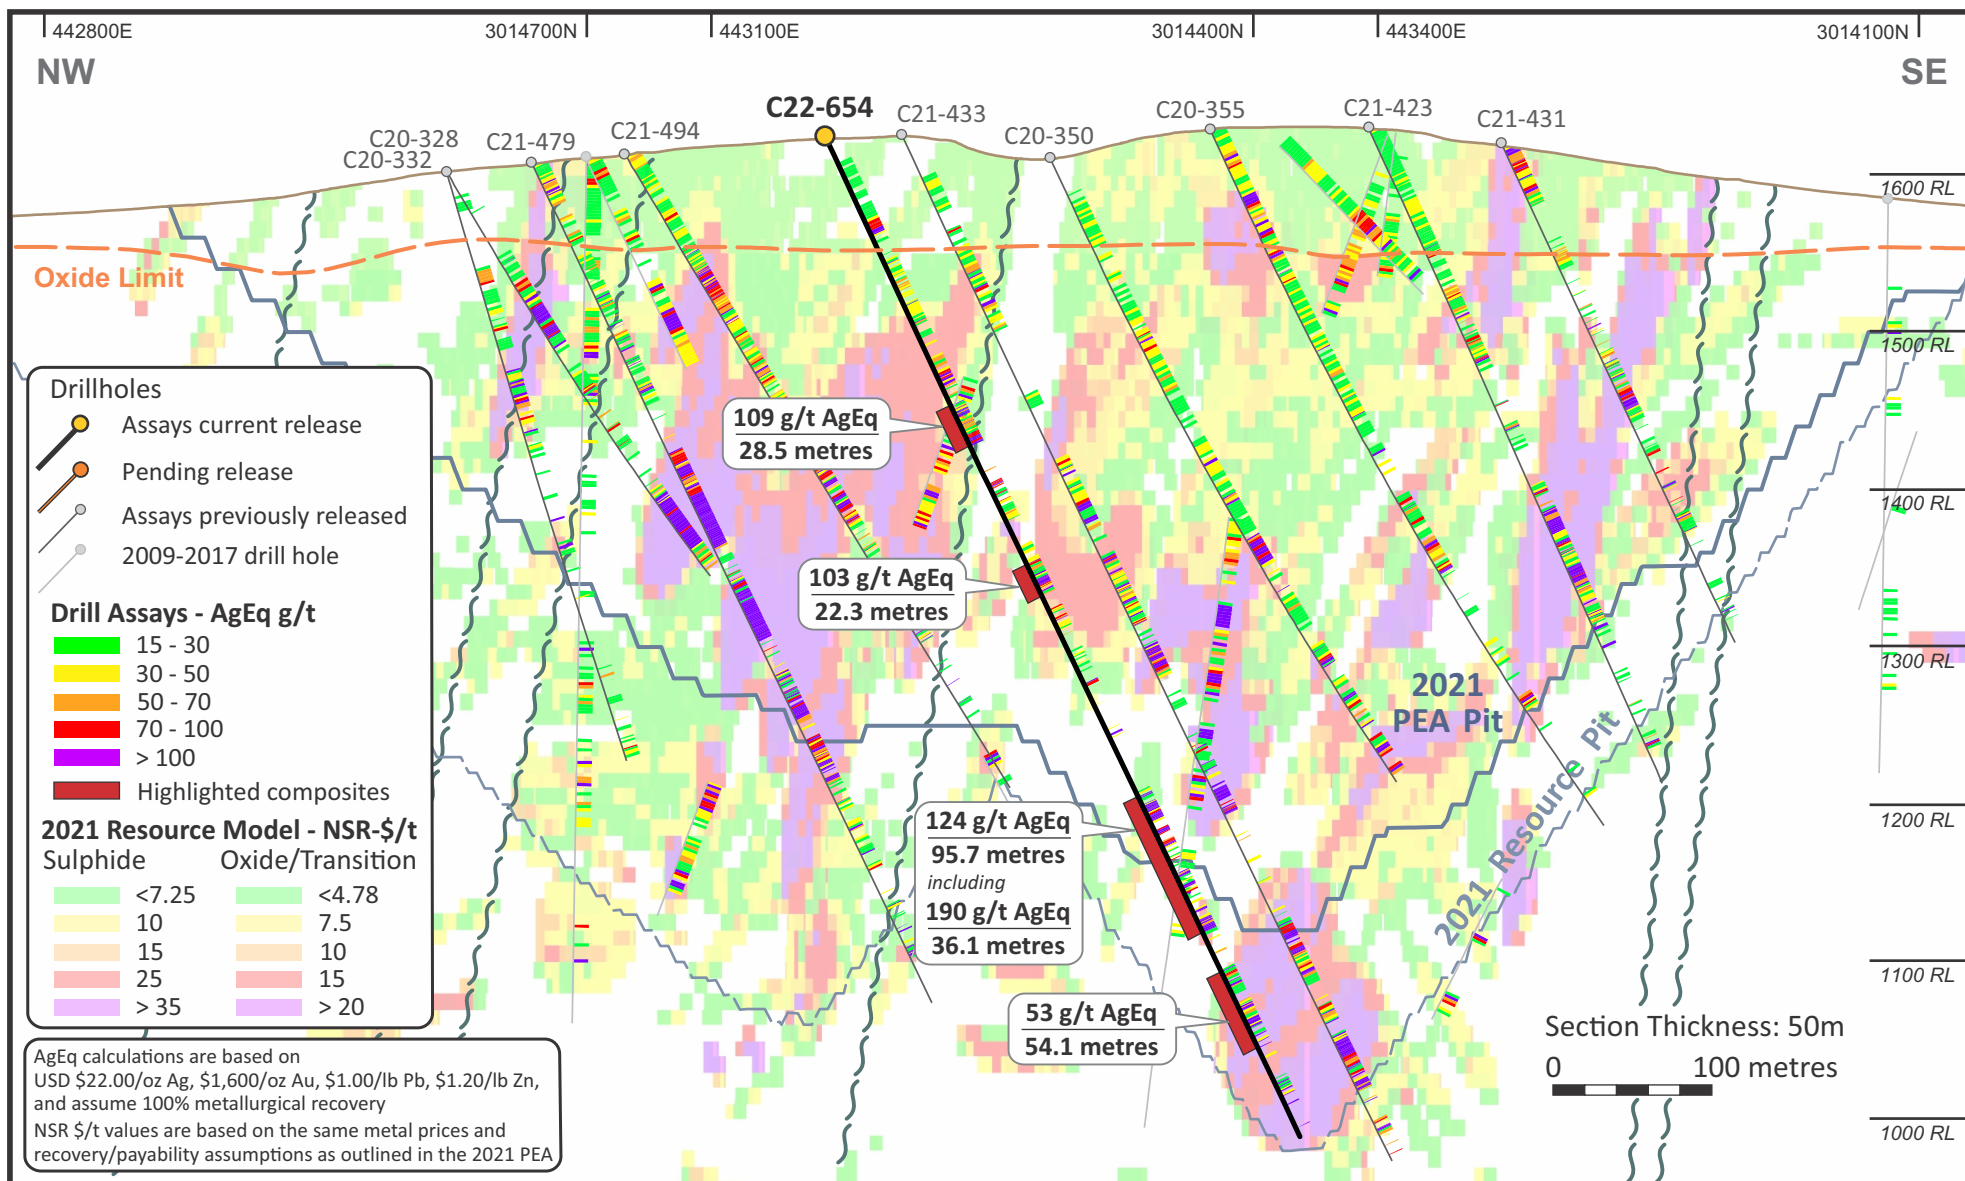 442800E
3014700N
443100E
3014400N
443400E
3014100N
NW
SE
C22-654
C21-433
C20-355
C21-423
C21-431
C20-328
C20-332
C21-479
C21-494
C20-350
1600 RL
Oxide Limit
1500 RL
1400 RL
1300 RL
1200 RL
1100 RL
1000 RL
109 g/t AgEq
28.5 metres
103 g/t AgEq
22.3 metres
124 g/t AgEq
95.7 metres
including
190 g/t AgEq
36.1 metres
53 g/t AgEq
54.1 metres
2021
PEA Pit
2021 Resource Pit
Drillholes
Assays current release
Pending release
Assays previously released
2009-2017 drill hole
Drill Assays - AgEq g/t
15 - 30
30 - 50
50 - 70
70 - 100
> 100
Highlighted composites
2021 Resource Model - NSR-$/t
Sulphide Oxide/Transition
<7.25 <4.78
10 7.5
15 10
25 15
> 35 > 20
AgEq calculations are based on
USD $22.00/oz Ag, $1,600/oz Au, $1.00/lb Pb, $1.20/lb Zn,
and assume 100% metallurgical recovery
NSR $/t values are based on the same metal prices and
recovery/payability assumptions as outlined in the 2021 PEA
Section Thickness: 50m
0 100 metres